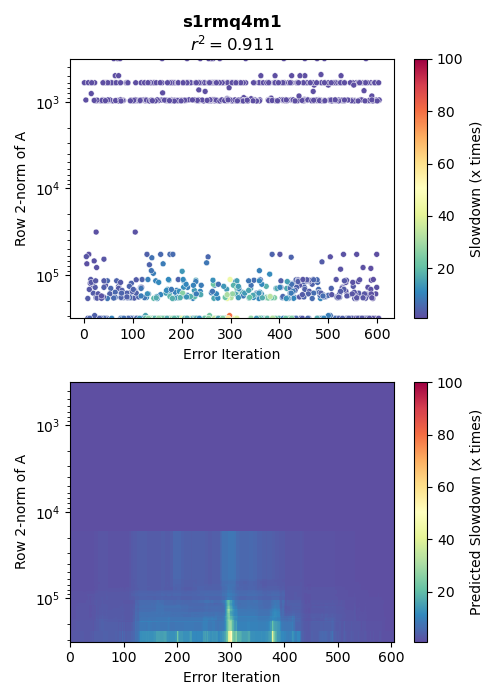 s1rmq4m1
r² = 0.911
10³
10⁴
10⁵
Row 2-norm of A
0 100 200 300 400 500 600
Error Iteration
100
80
60
40
20
Slowdown (x times)
10³
10⁴
10⁵
Row 2-norm of A
0 100 200 300 400 500 600
Error Iteration
100
80
60
40
20
Predicted Slowdown (x times)